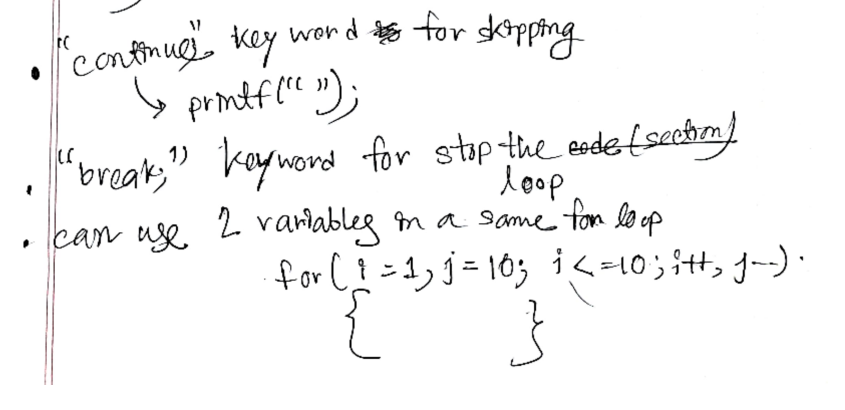 • "continue;" key word for skipping
↳ printf(" ");
• "break;" keyword for stop the code (section)
loop
• can use 2 variables in a same for loop
for( i = 1, j = 10; i <=10; i++, j--).
{ }